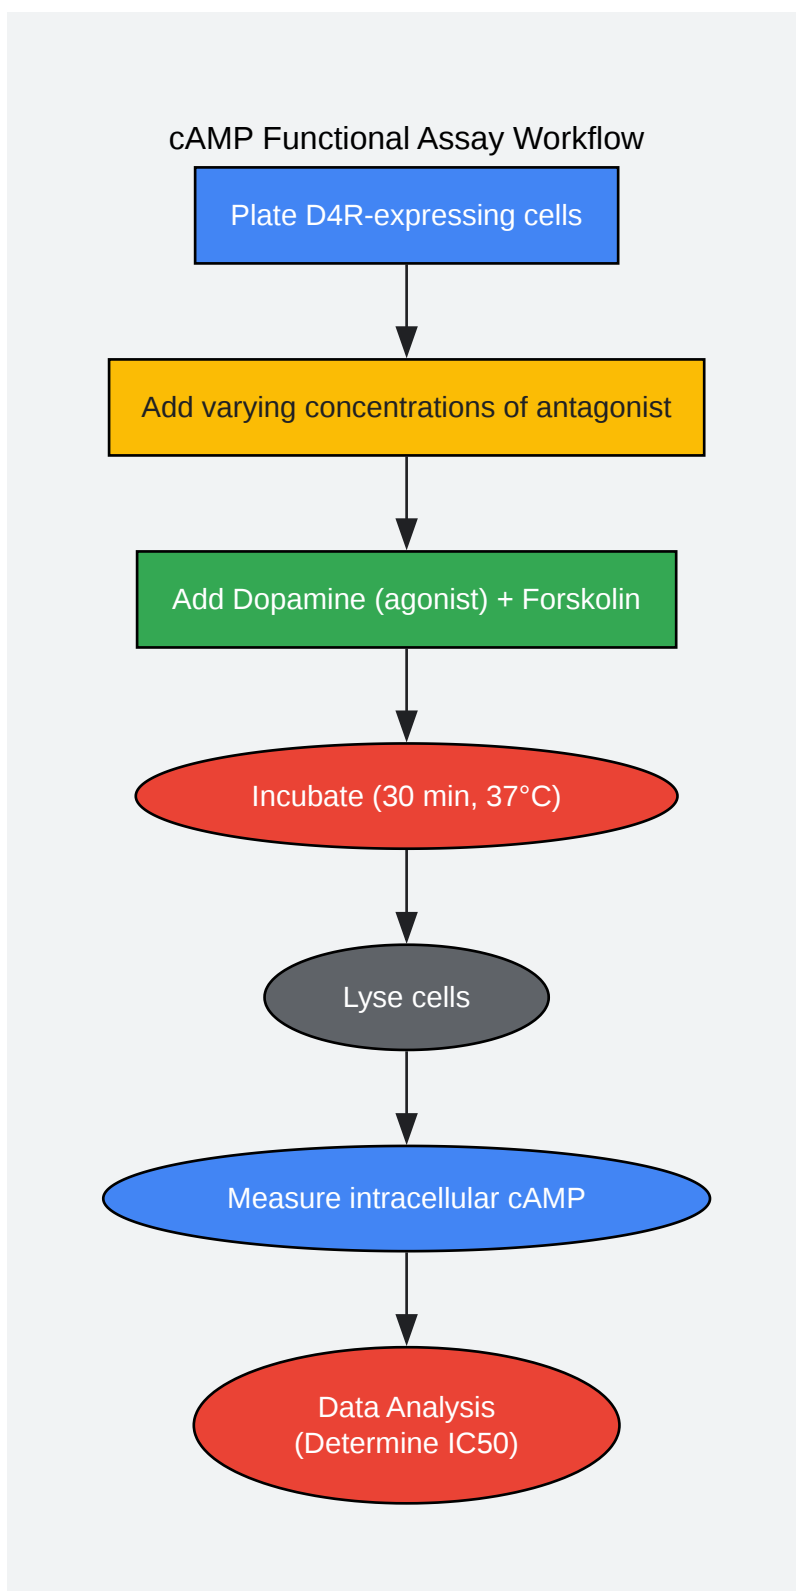 cAMP Functional Assay Workflow
Plate D4R-expressing cells
Add varying concentrations of antagonist
Add Dopamine (agonist) + Forskolin
Incubate (30 min, 37°C)
Lyse cells
Measure intracellular cAMP
Data Analysis
(Determine IC50)